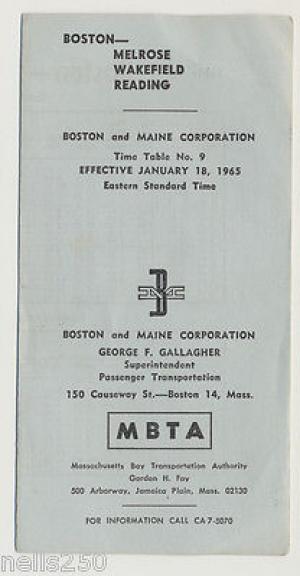 BOSTON—
MELROSE
WAKEFIELD
READING
BOSTON and MAINE CORPORATION
Time Table No. 9
EFFECTIVE JANUARY 18, 1965
Eastern Standard Time
BM
BOSTON and MAINE CORPORATION
GEORGE F. GALLAGHER
Superintendent
Passenger Transportation
150 Causeway St.—Boston 14, Mass.
MBTA
Massachusetts Bay Transportation Authority
Gordon H. Fay
500 Arborway, Jamaica Plain, Mass. 02130
FOR INFORMATION CALL CA 7-5070
nells250